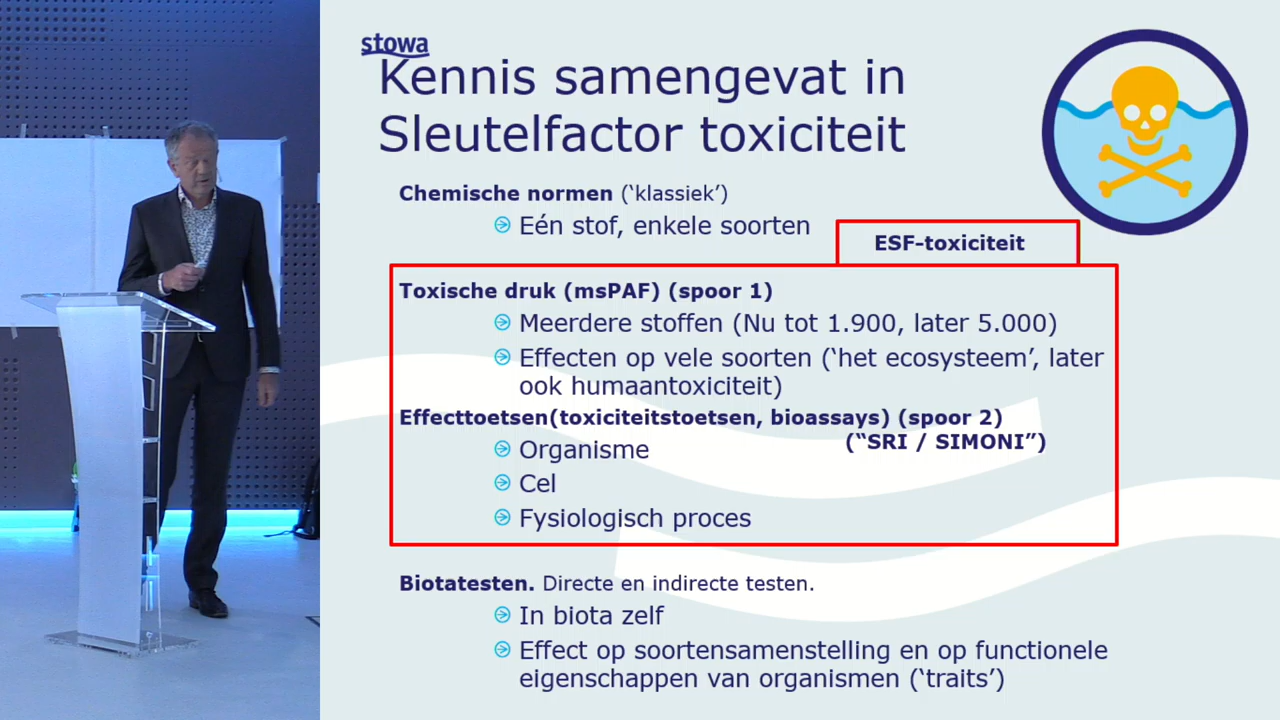 stowa
Kennis samengevat in
Sleutelfactor toxiciteit
Chemische normen (‘klassiek’)
Eén stof, enkele soorten
ESF-toxiciteit
Toxische druk (msPAF) (spoor 1)
Meerdere stoffen (Nu tot 1.900, later 5.000)
Effecten op vele soorten (‘het ecosysteem’, later
ook humaantoxiciteit)
Effecttoetsen(toxiciteitstoetsen, bioassays) (spoor 2)
(“SRI / SIMONI”)
Organisme
Cel
Fysiologisch proces
Biotatesten. Directe en indirecte testen.
In biota zelf
Effect op soortensamenstelling en op functionele
eigenschappen van organismen (‘traits’)